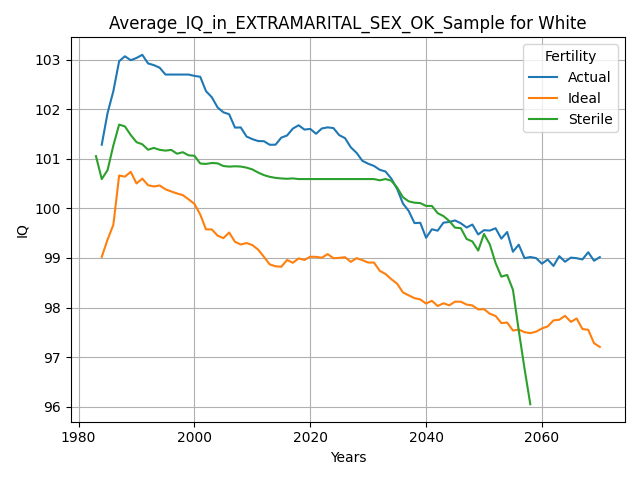 Average_IQ_in_EXTRAMARITAL_SEX_OK_Sample for White
Fertility
Actual
Ideal
Sterile
103
102
101
100
99
98
97
96
IQ
1980
2000
2020
2040
2060
Years